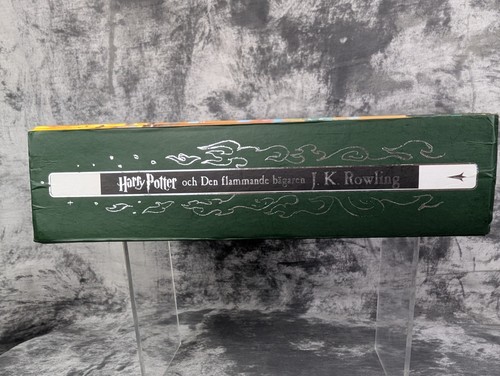 Harry Potter och Den flammande bägaren J. K. Rowling